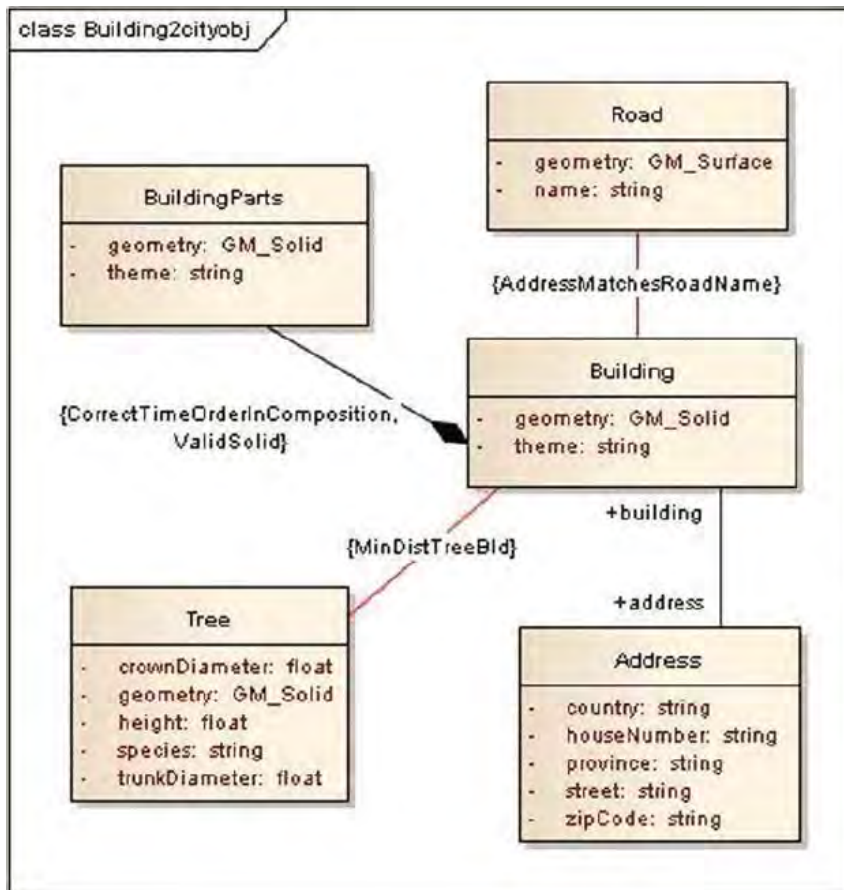 class Building2cityobj
Road
- geometry: GM_Surface
- name: string
BuildingParts
- geometry: GM_Solid
- theme: string
{AddressMatchesRoadName}
Building
- geometry: GM_Solid
- theme: string
{CorrectTimeOrderInComposition,
ValidSolid}
+building
{MinDistTreeBld}
+address
Tree
- crownDiameter: float
- geometry: GM_Solid
- height: float
- species: string
- trunkDiameter: float
Address
- country: string
- houseNumber: string
- province: string
- street: string
- zipCode: string